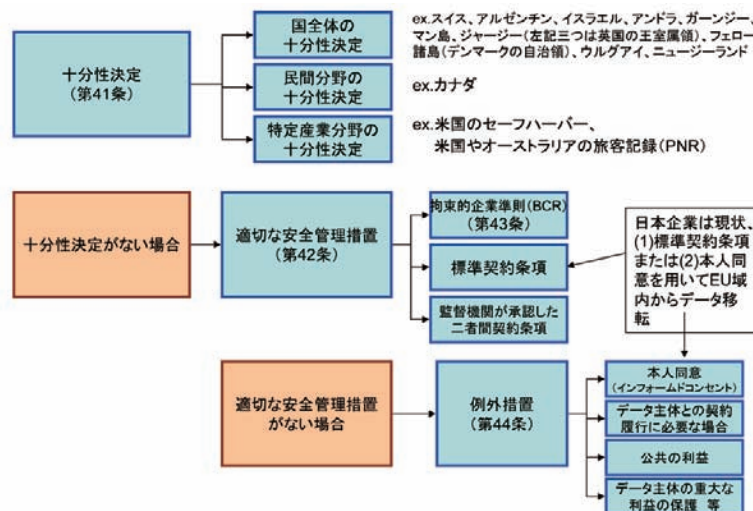 国全体の
十分性決定
ex.スイス、アルゼンチン、イスラエル、アンドラ、ガーンジー、
マン島、ジャージー(左記三つは英国の王室属領)、フェロー
諸島(デンマークの自治領)、ウルグアイ、ニュージーランド
十分性決定
(第41条)
民間分野の
十分性決定
ex.カナダ
特定産業分野の
十分性決定
ex.米国のセーフハーバー、
米国やオーストラリアの旅客記録(PNR)
十分性決定がない場合
適切な安全管理措置
(第42条)
拘束的企業準則(BCR)
(第43条)
標準契約条項
監督機関が承認した
二者間契約条項
日本企業は現状、
(1)標準契約条項
または(2)本人同
意を用いてEU域
内からデータ移
転
適切な安全管理措置
がない場合
例外措置
(第44条)
本人同意
(インフォームドコンセント)
データ主体との契約
履行に必要な場合
公共の利益
データ主体の重大な
利益の保護 等